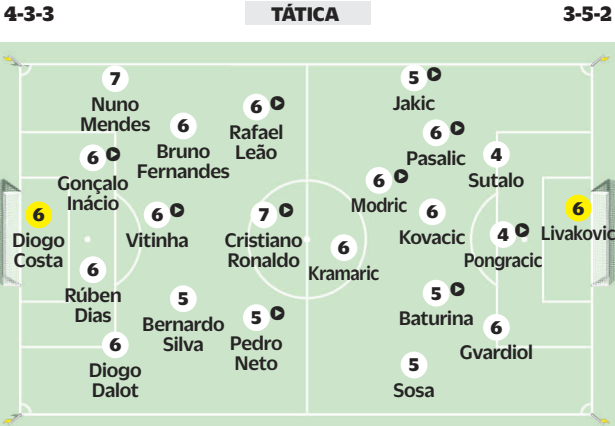 4-3-3
TÁTICA
3-5-2
7
Nuno
Mendes
6
Gonçalo
Inácio
6
Diogo
Costa
6
Rúben
Dias
6
Diogo
Dalot
6
Bruno
Fernandes
6
Vitinha
5
Bernardo
Silva
6
Rafael
Leão
7
Cristiano
Ronaldo
5
Pedro
Neto
6
Kramaric
5
Jakic
6
Pasalic
6
Modric
6
Kovacic
5
Baturina
5
Sosa
4
Sutalo
4
Pongracic
6
Gvardiol
6
Livakovic